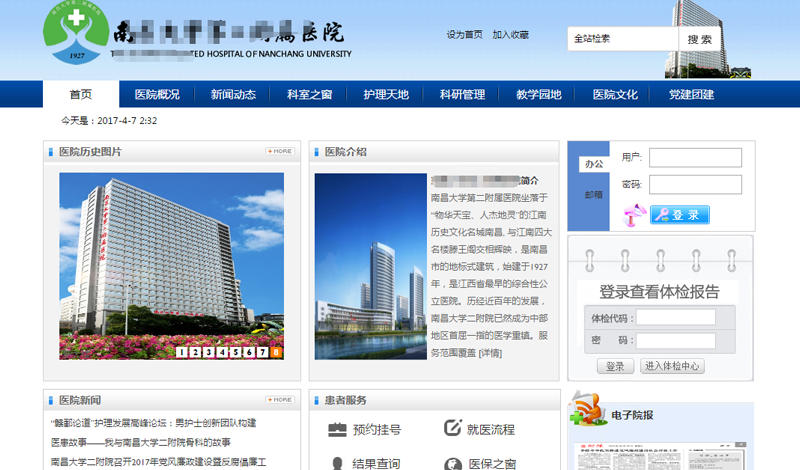 南昌大学第二附属医院
HOSPITAL OF NANCHANG UNIVERSITY
1927
设为首页 加入收藏
全站检索 搜 索
首页 医院概况 新闻动态 科室之窗 护理天地 科研管理 教学园地 医院文化 党建团建
今天是：2017-4-7 2:32
医院历史图片 MORE
1 2 3 4 5 6 7 8
医院介绍
简介
南昌大学第二附属医院坐落于
“物华天宝、人杰地灵”的江南
历史文化名城南昌, 与江南四大
名楼滕王阁交相辉映，是南昌
市的地标式建筑，始建于1927
年，是江西省最早的综合性公
立医院。历经近百年的发展，
南昌大学二附院已然成为中部
地区首屈一指的医学重镇。服
务范围覆盖 [详情]
办公
邮箱
用户:
密码:
登 录
登录查看体检报告
体检代码：
密 码：
登录 进入体检中心
医院新闻 MORE
“赣鄱论道”护理发展高峰论坛：男护士创新团队构建
医患故事——我与南昌大学二附院骨科的故事
南昌大学二附院召开2017年党风廉政建设暨反腐倡廉工
患者服务
预约挂号 就医流程
结果查询 医保之窗
电子院报